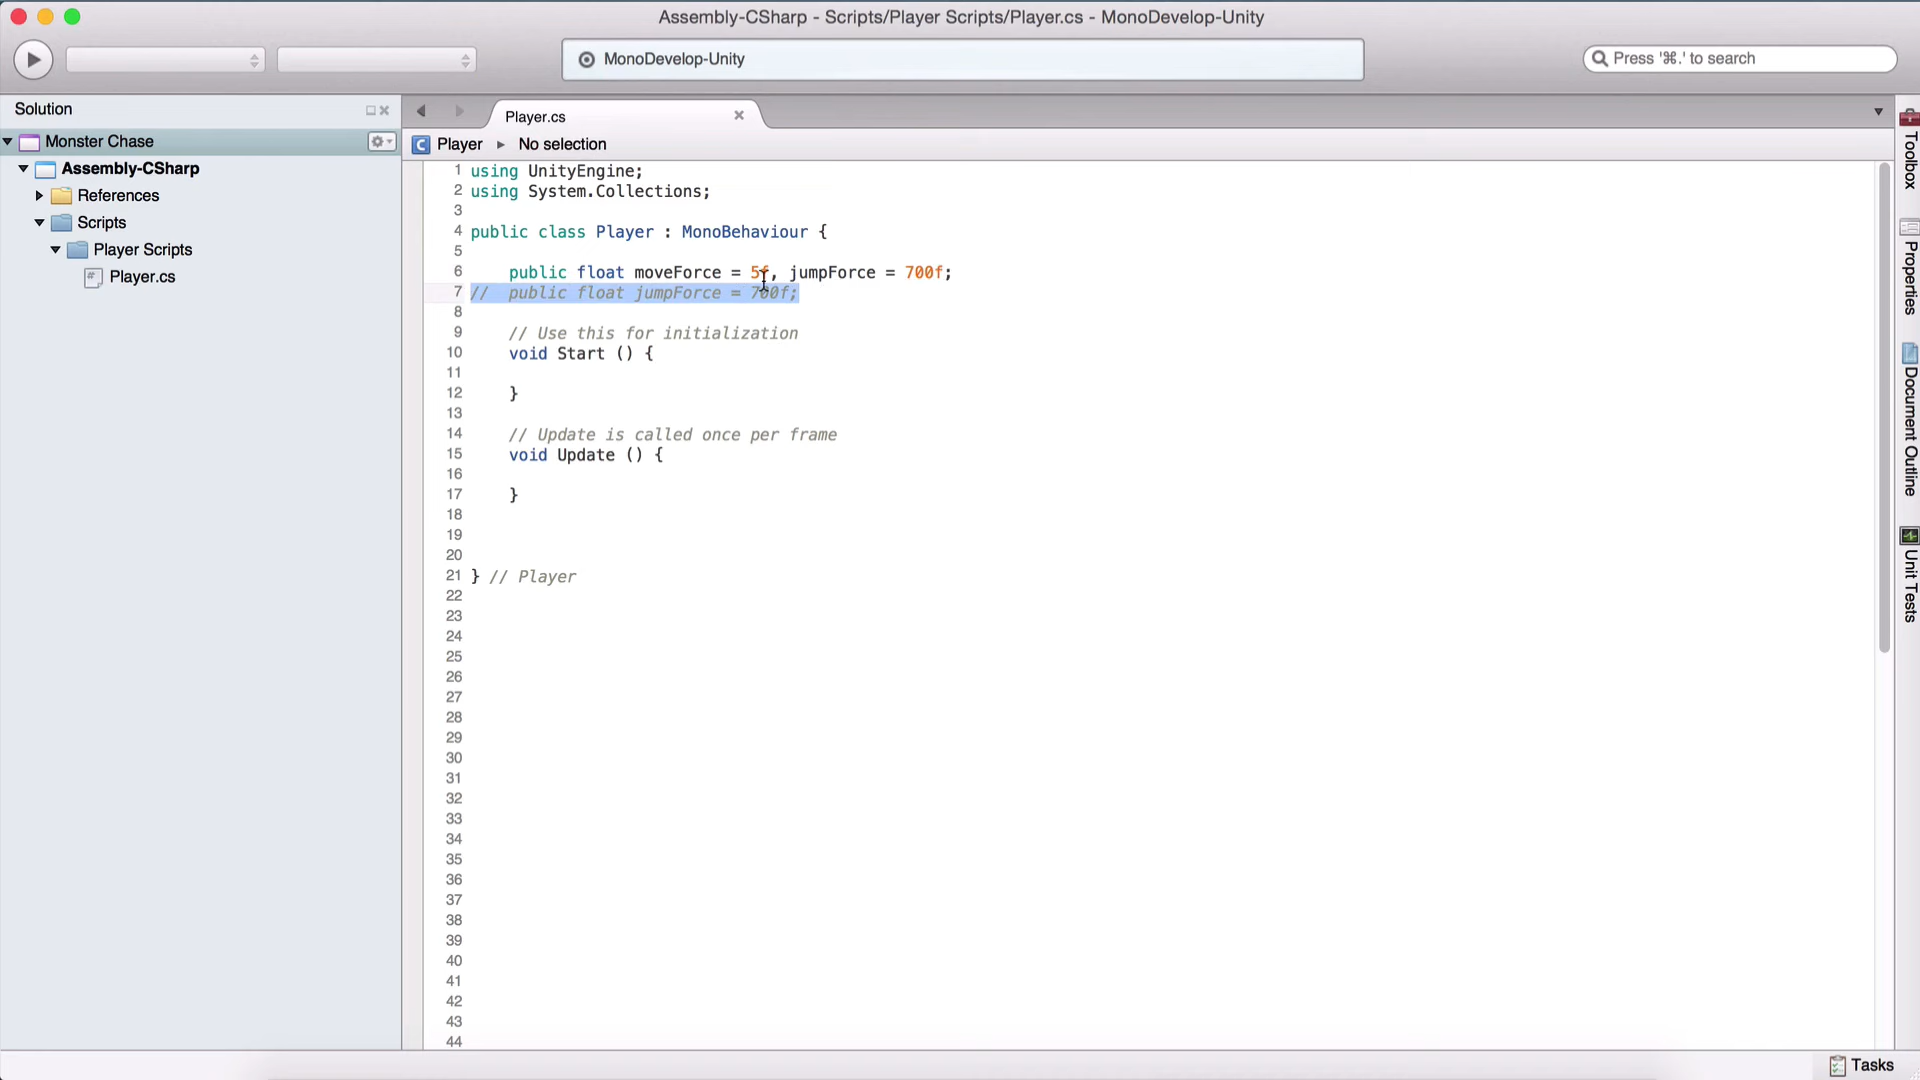 Assembly-CSharp - Scripts/Player Scripts/Player.cs - MonoDevelop-Unity
MonoDevelop-Unity
Press '⌘.' to search
Solution
Monster Chase
Assembly-CSharp
References
Scripts
Player Scripts
Player.cs
Player.cs
Player ▸ No selection
1 using UnityEngine;
2 using System.Collections;
3
4 public class Player : MonoBehaviour {
5
6 public float moveForce = 5f, jumpForce = 700f;
7 // public float jumpForce = 700f;
8
9 // Use this for initialization
10 void Start () {
11
12 }
13
14 // Update is called once per frame
15 void Update () {
16
17 }
18
19
20
21 } // Player
22
23
24
25
26
27
28
29
30
31
32
33
34
35
36
37
38
39
40
41
42
43
44
Toolbox
Properties
Document Outline
Unit Tests
Tasks